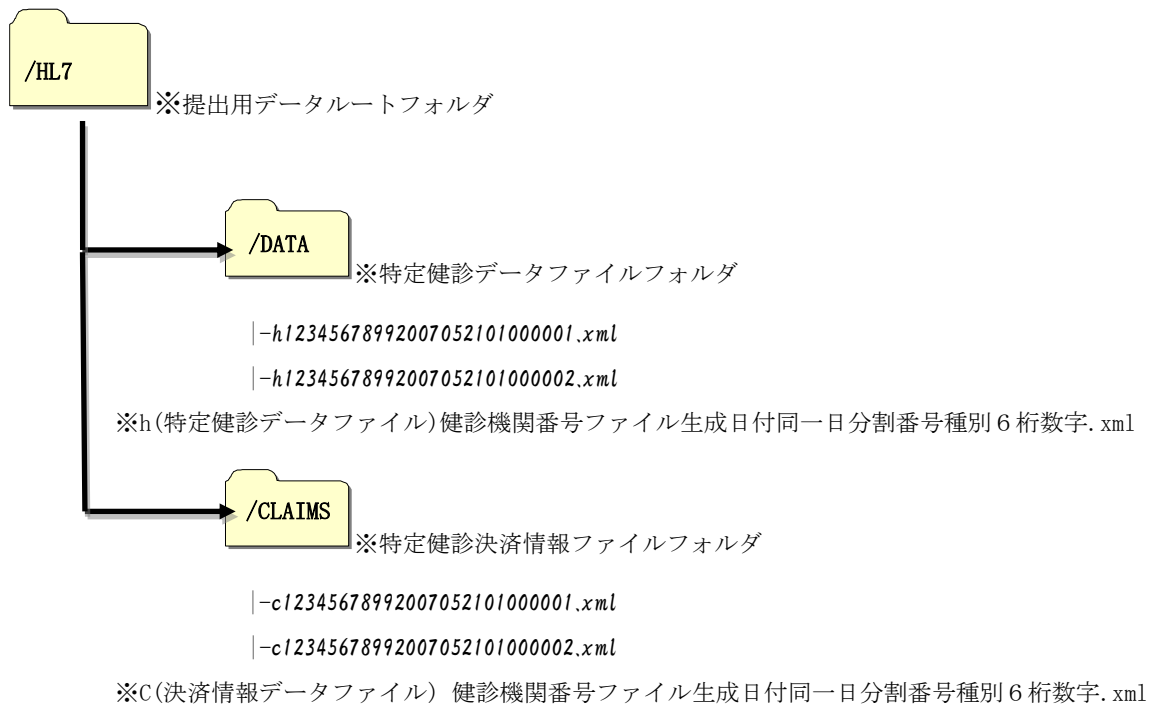 /HL7
※提出用データルートフォルダ
/DATA
※特定健診データファイルフォルダ
|-h12345678992007052101000001.xml
|-h12345678992007052101000002.xml
※h(特定健診データファイル)健診機関番号ファイル生成日付同一日分割番号種別６桁数字.xml
/CLAIMS
※特定健診決済情報ファイルフォルダ
|-c12345678992007052101000001.xml
|-c12345678992007052101000002.xml
※C(決済情報データファイル) 健診機関番号ファイル生成日付同一日分割番号種別６桁数字.xml